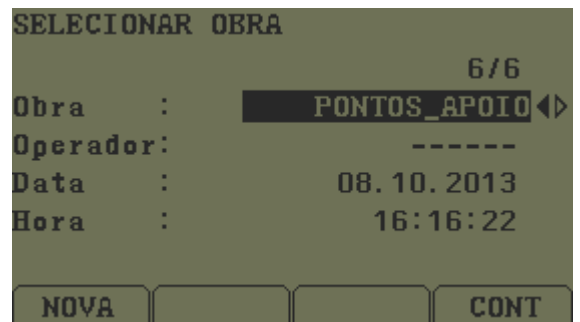 SELECIONAR OBRA
6/6
Obra : PONTOS_APOIO
Operador: ------
Data : 08.10.2013
Hora : 16:16:22
NOVA CONT